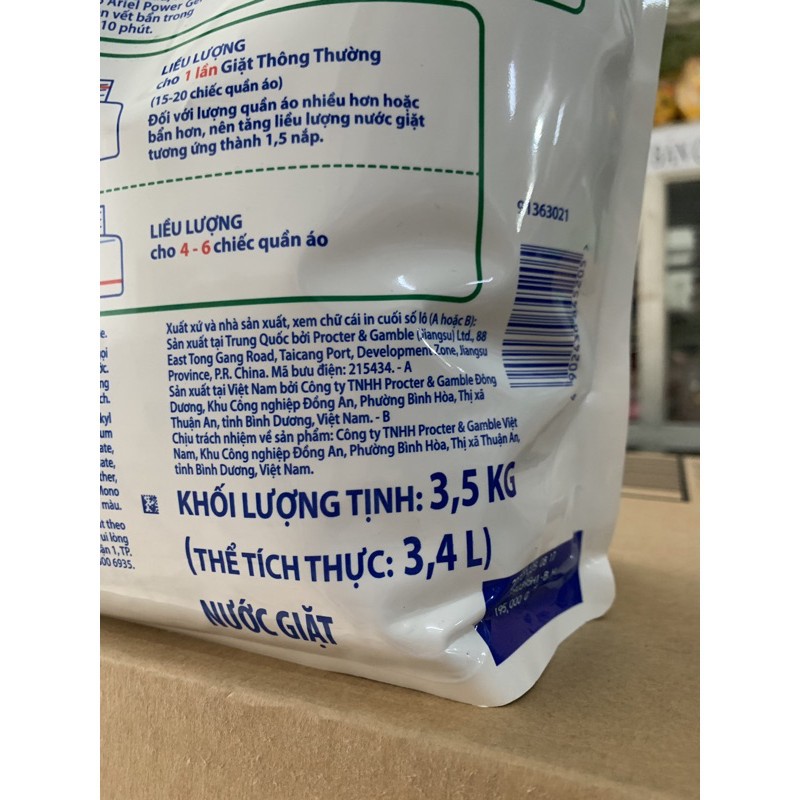 Ariel Power Ge
n vết bẩn trong
10 phút.
LIỀU LƯỢNG
cho 1 lần Giặt Thông Thường
(15-20 chiếc quần áo)
Đối với lượng quần áo nhiều hơn hoặc
bẩn hơn, nên tăng liều lượng nước giặt
tương ứng thành 1,5 nắp.
LIỀU LƯỢNG
cho 4 - 6 chiếc quần áo
91363021
Xuất xứ và nhà sản xuất, xem chữ cái in cuối số lô (A hoặc B):
Sản xuất tại Trung Quốc bởi Procter & Gamble (Jiangsu) Ltd., 88
East Tong Gang Road, Taicang Port, Development Zone, Jiangsu
Province, P.R. China. Mã bưu điện: 215434. - A
Sản xuất tại Việt Nam bởi Công ty TNHH Procter & Gamble Đông
Dương, Khu Công nghiệp Đồng An, Phường Bình Hòa, Thị xã
Thuận An, tỉnh Bình Dương, Việt Nam. - B
Chịu trách nhiệm về sản phẩm: Công ty TNHH Procter & Gamble Việt
Nam, Khu Công nghiệp Đồng An, Phường Bình Hòa, Thị xã Thuận An,
tỉnh Bình Dương, Việt Nam.
KHỐI LƯỢNG TỊNH: 3,5 KG
(THỂ TÍCH THỰC: 3,4 L)
NƯỚC GIẶT
195,000 đ